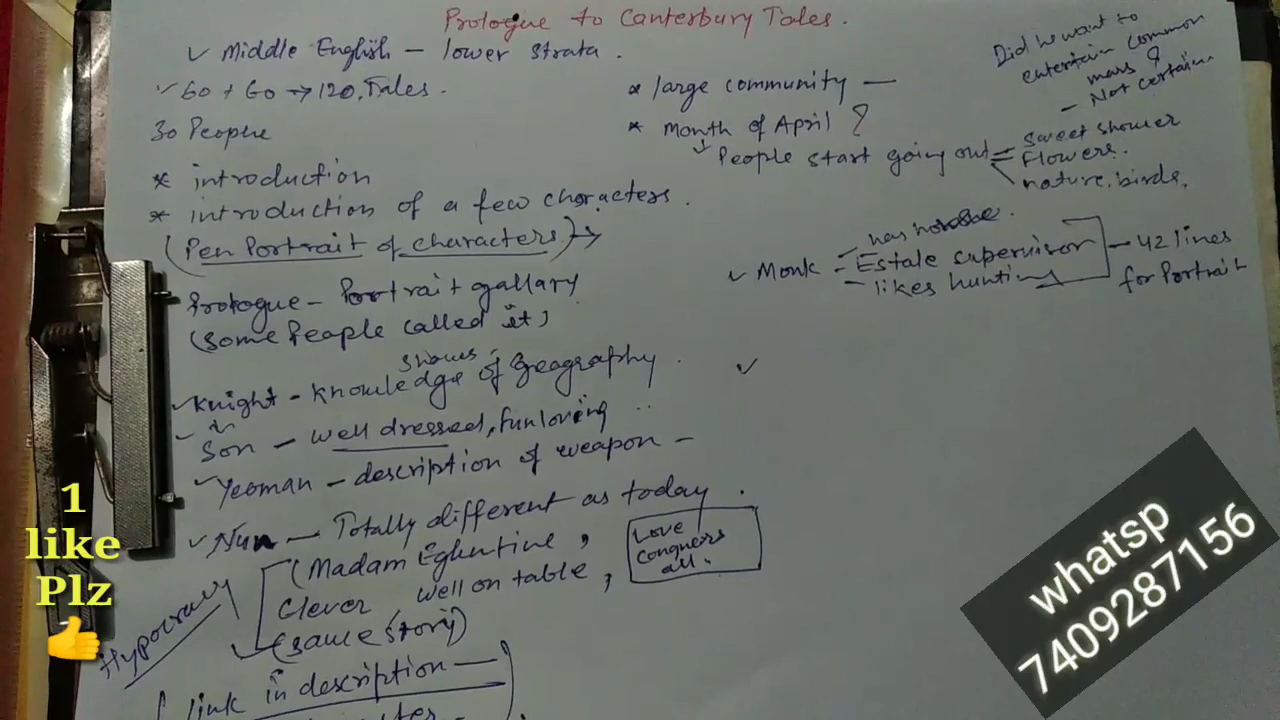 Prologue to Canterbury Tales.
✓ Middle English - lower strata.
✓ 60 + 60 → 120, Tales.
30 People
* introduction
* introduction of a few characters.
(Pen Portrait of characters) →
Prologue - Portrait gallary
(some People called it)
shows
✓ Knight - knowledge of Geography.
✓ Son - well dressed, fun loving
✓ Yeoman - description of weapon -
✓ Nun - Totally different as today.
(Madam Eglentine,
Clever, well on table,
(same story)
Love
conquers
all.
Hypocracy
link in description -
* large community -
* Month of April ?
↳ People start going out
sweet shower
Flowers.
nature, birds,
Did he want to
entertain common
mass ?
- Not certain.
has horse.
✓ Monk - Estate supervisor
- likes hunting
- 42 lines
for Portrait
✓
1
like
Plz
👍
whatsp
7409287156